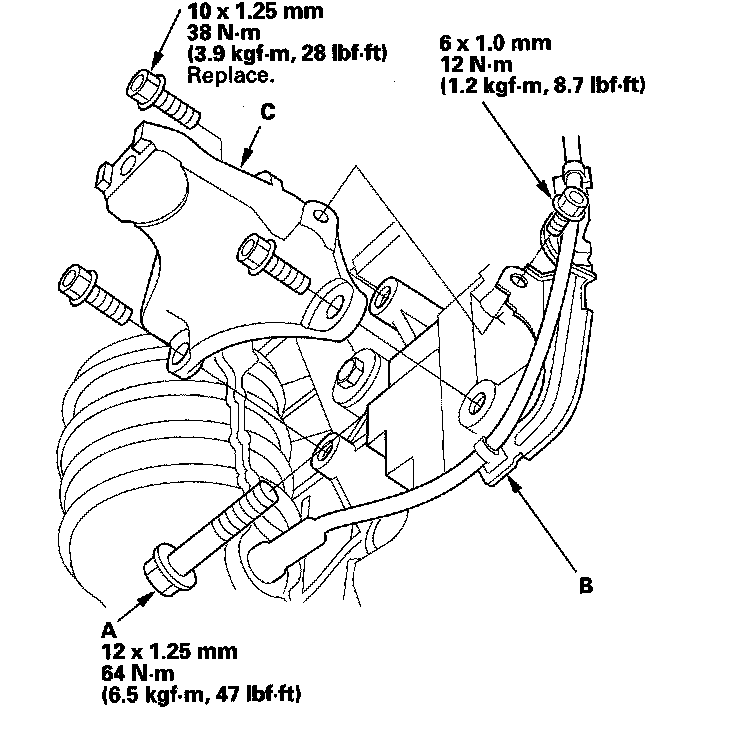 10 x 1.25 mm
38 N·m
(3.9 kgf·m, 28 lbf·ft)
Replace.
C
6 x 1.0 mm
12 N·m
(1.2 kgf·m, 8.7 lbf·ft)
B
A
12 x 1.25 mm
64 N·m
(6.5 kgf·m, 47 lbf·ft)